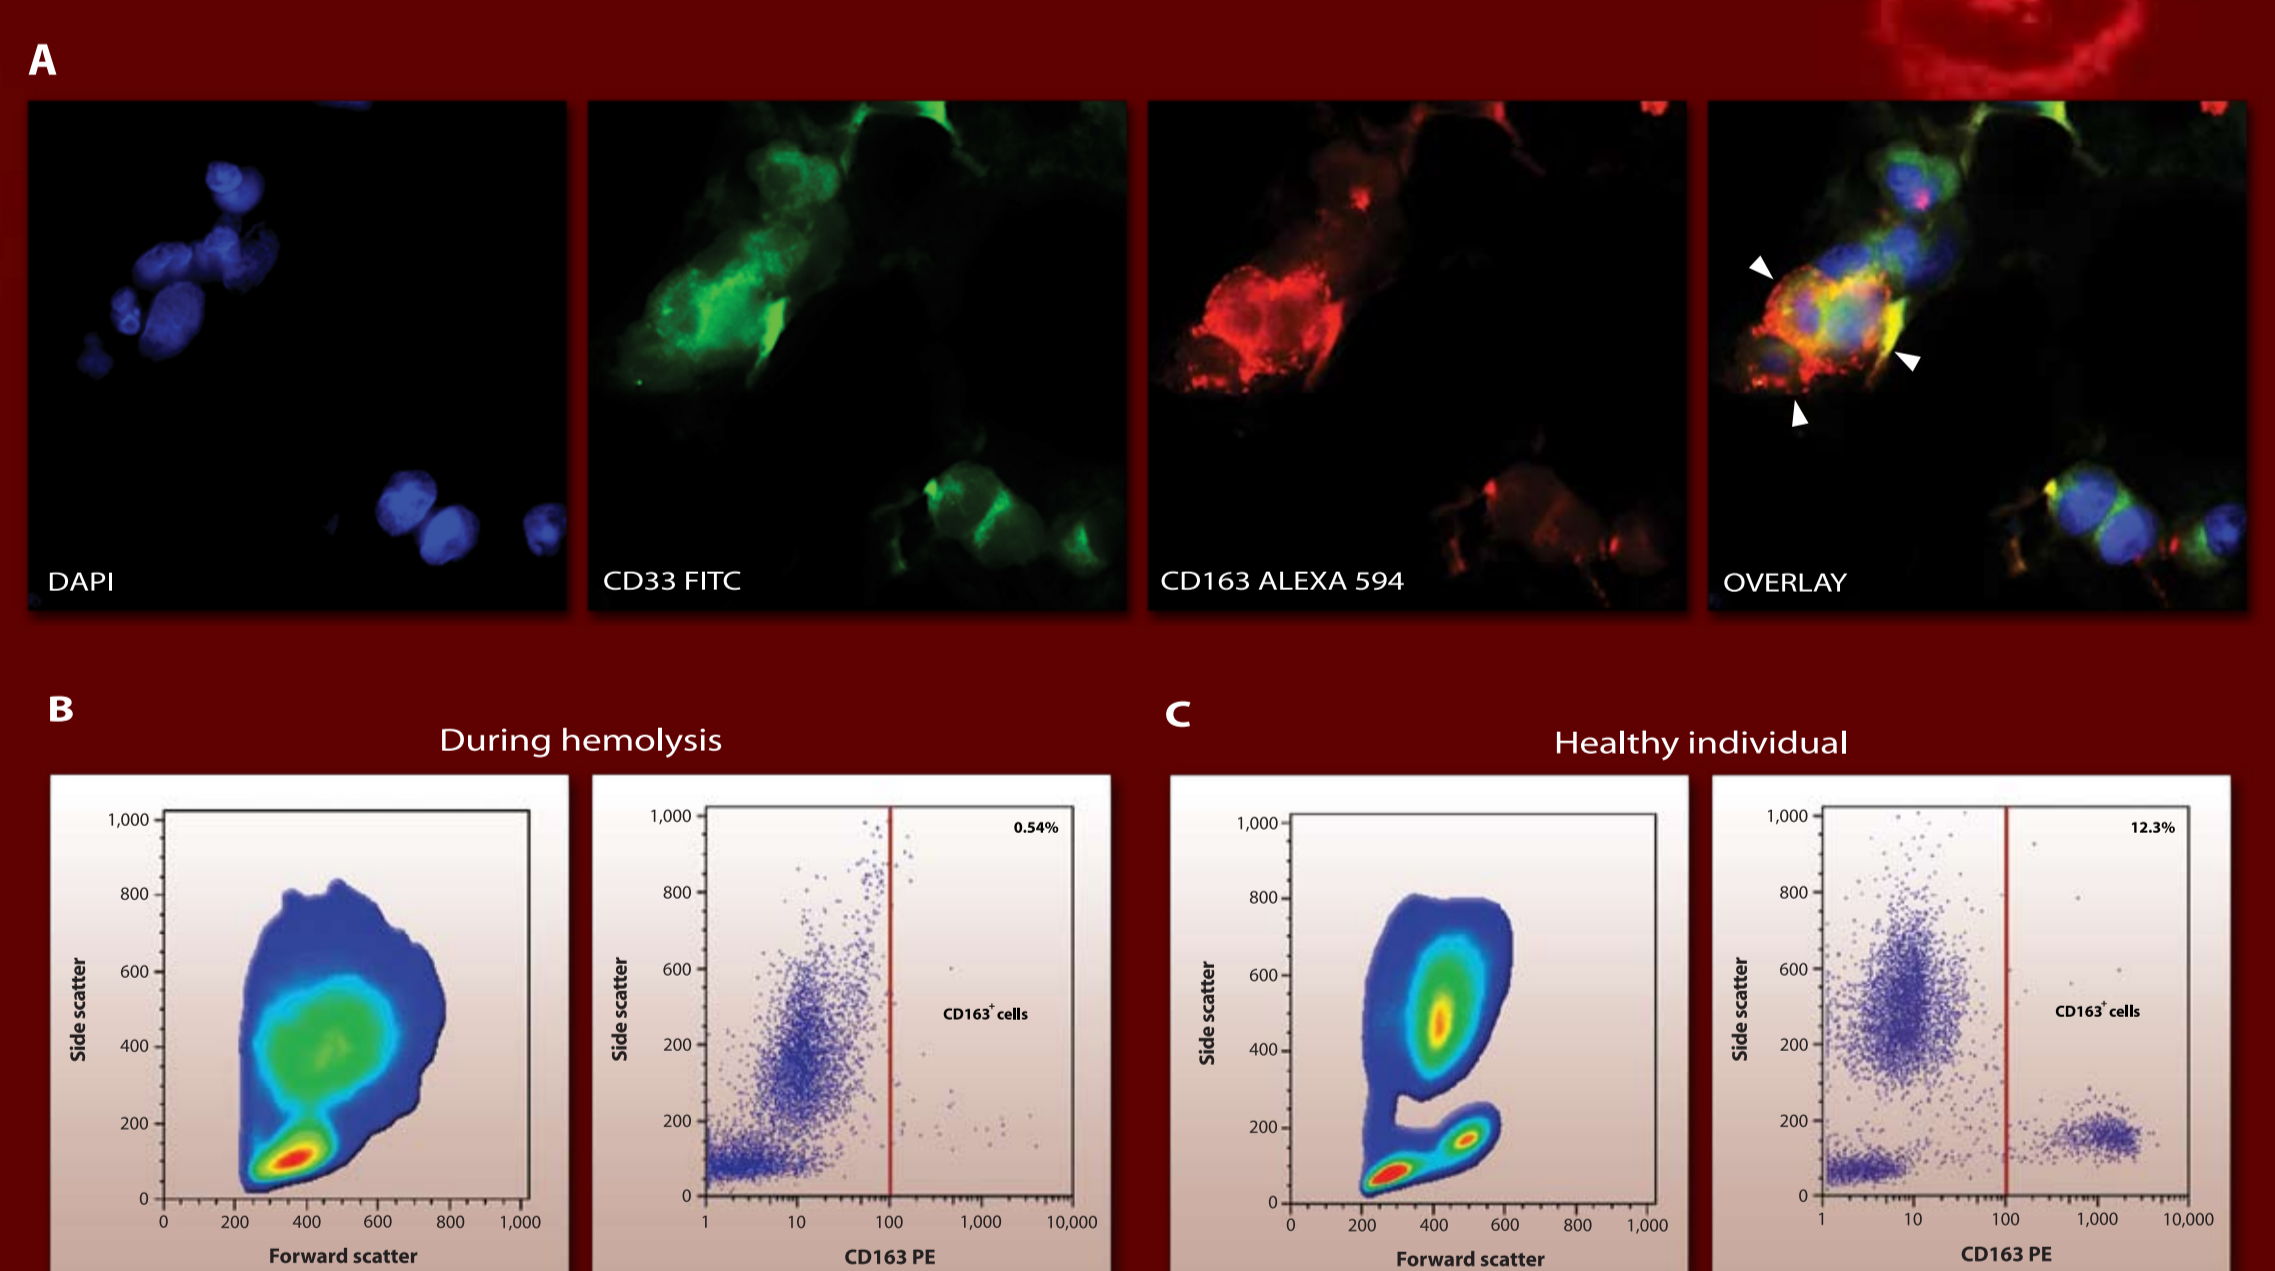 A
DAPI
CD33 FITC
CD163 ALEXA 594
OVERLAY
B
During hemolysis
1,000
800
600
400
200
0
Side scatter
0
200
400
600
800
1,000
Forward scatter
1,000
800
600
200
200
0
Side scatter
0.54%
CD163+ cells
1
10
100
1,000
10,000
CD163 PE
C
Healthy individual
1,000
800
600
400
200
0
Side scatter
0
200
400
600
800
1,000
Forward scatter
1,000
800
600
200
200
0
Side scatter
12.3%
CD163+ cells
1
10
100
1,000
10,000
CD163 PE